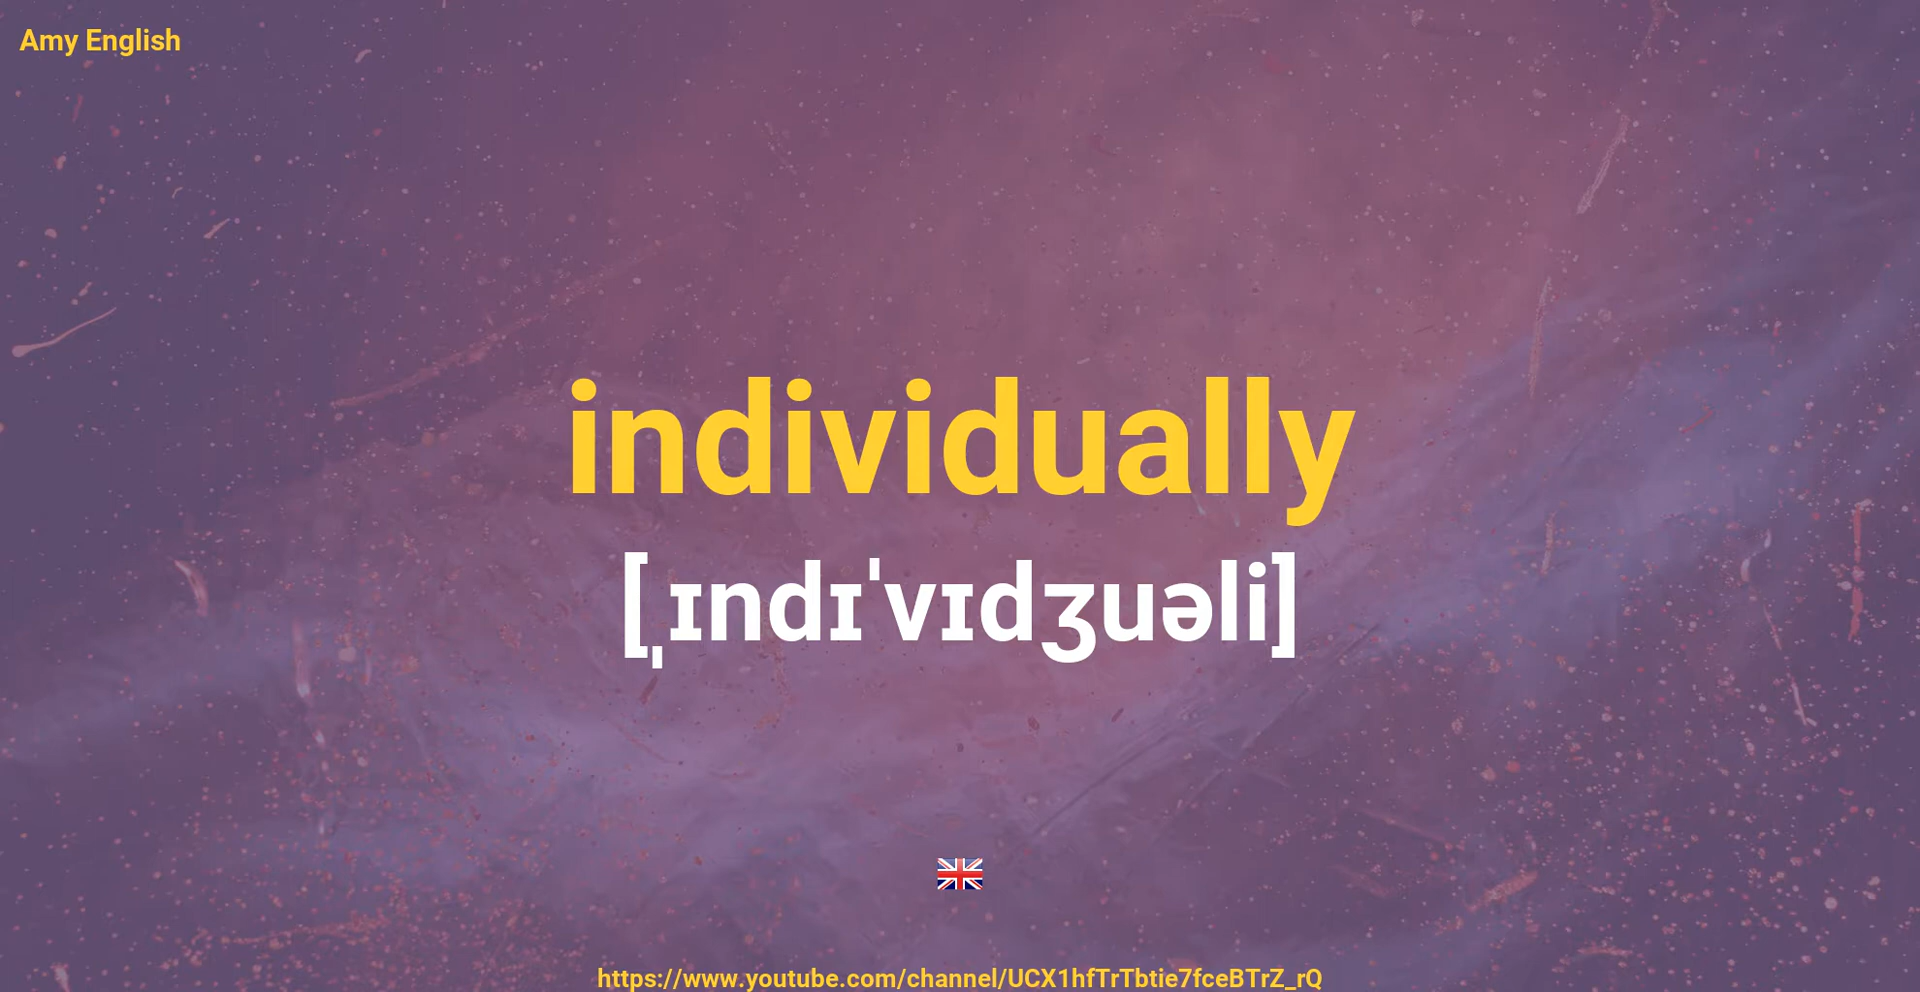 Amy English
individually
[ˌɪndɪˈvɪdʒuəli]
https://www.youtube.com/channel/UCX1hfTrTbtie7fceBTrZ_rQ